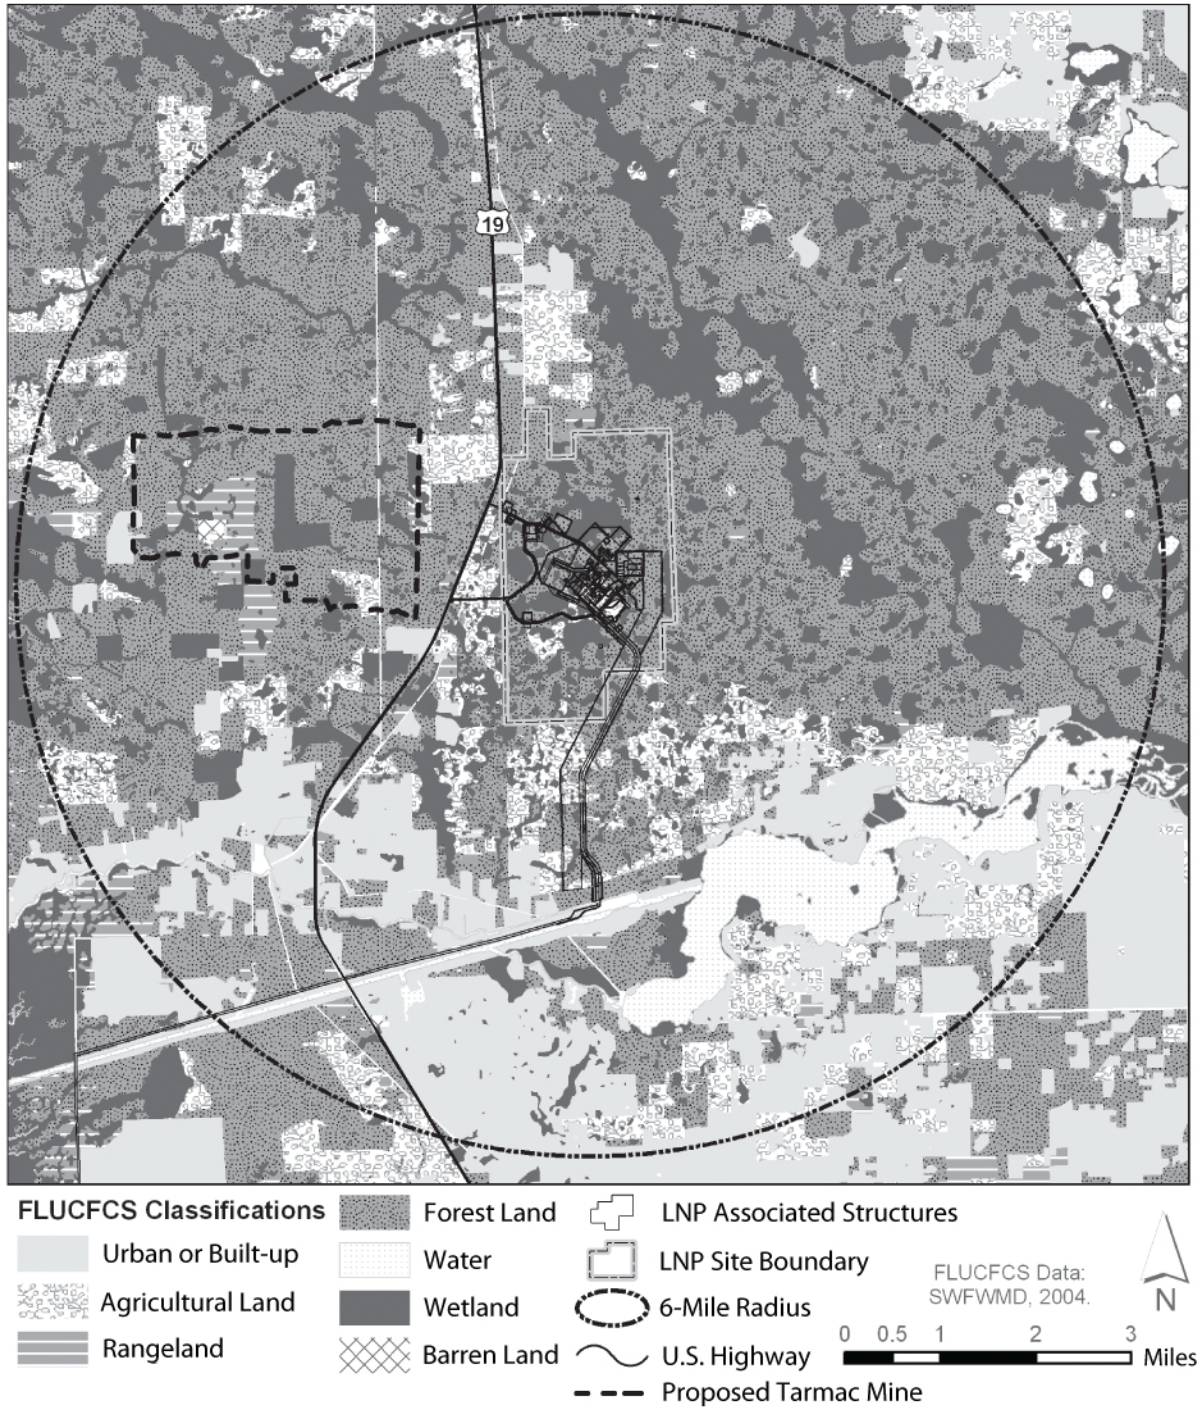 19
FLUCFCS Classifications
Urban or Built-up
Agricultural Land
Rangeland
Forest Land
Water
Wetland
Barren Land
LNP Associated Structures
LNP Site Boundary
6-Mile Radius
U.S. Highway
Proposed Tarmac Mine
FLUCFCS Data:
SWFWMD, 2004.
N
0 0.5 1 2 3
Miles